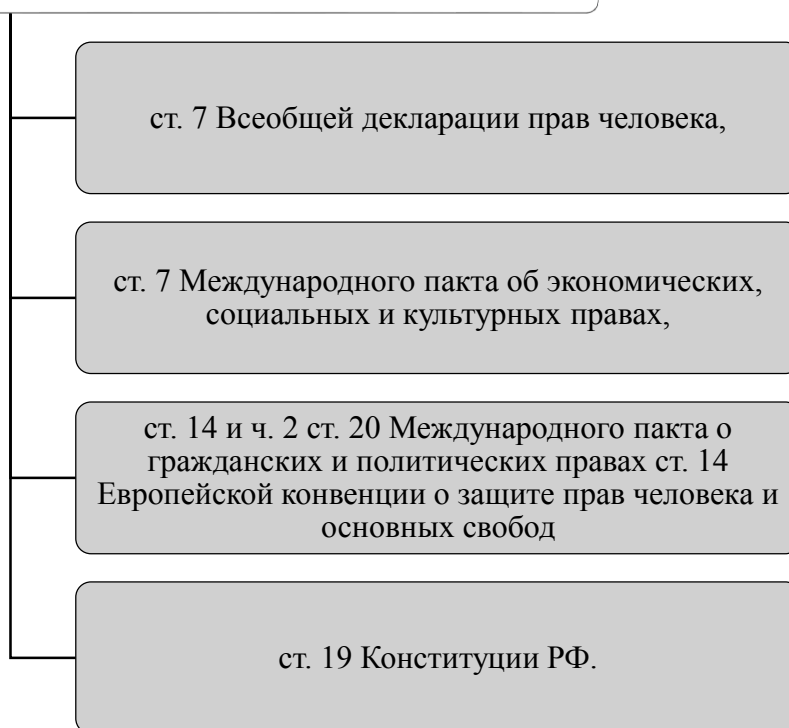 ст. 7 Всеобщей декларации прав человека,
ст. 7 Международного пакта об экономических,
социальных и культурных правах,
ст. 14 и ч. 2 ст. 20 Международного пакта о
гражданских и политических правах ст. 14
Европейской конвенции о защите прав человека и
основных свобод
ст. 19 Конституции РФ.